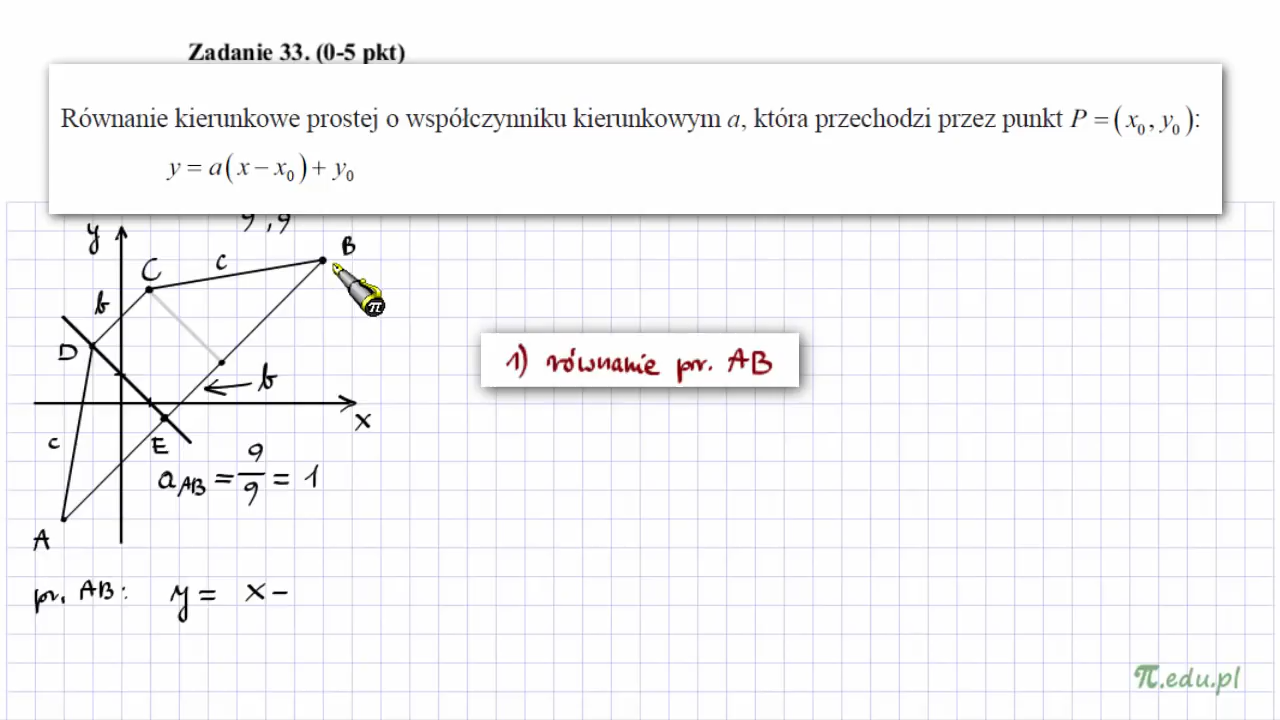 Zadanie 33. (0-5 pkt)
Równanie kierunkowe prostej o współczynniku kierunkowym a, która przechodzi przez punkt P = (x₀, y₀):
y = a(x − x₀) + y₀
9, 9
y
B
c
C
b
D
b
x
c
E
a_AB = 9/9 = 1
A
1) równanie pr. AB
pr. AB: y = x −
π
π.edu.pl